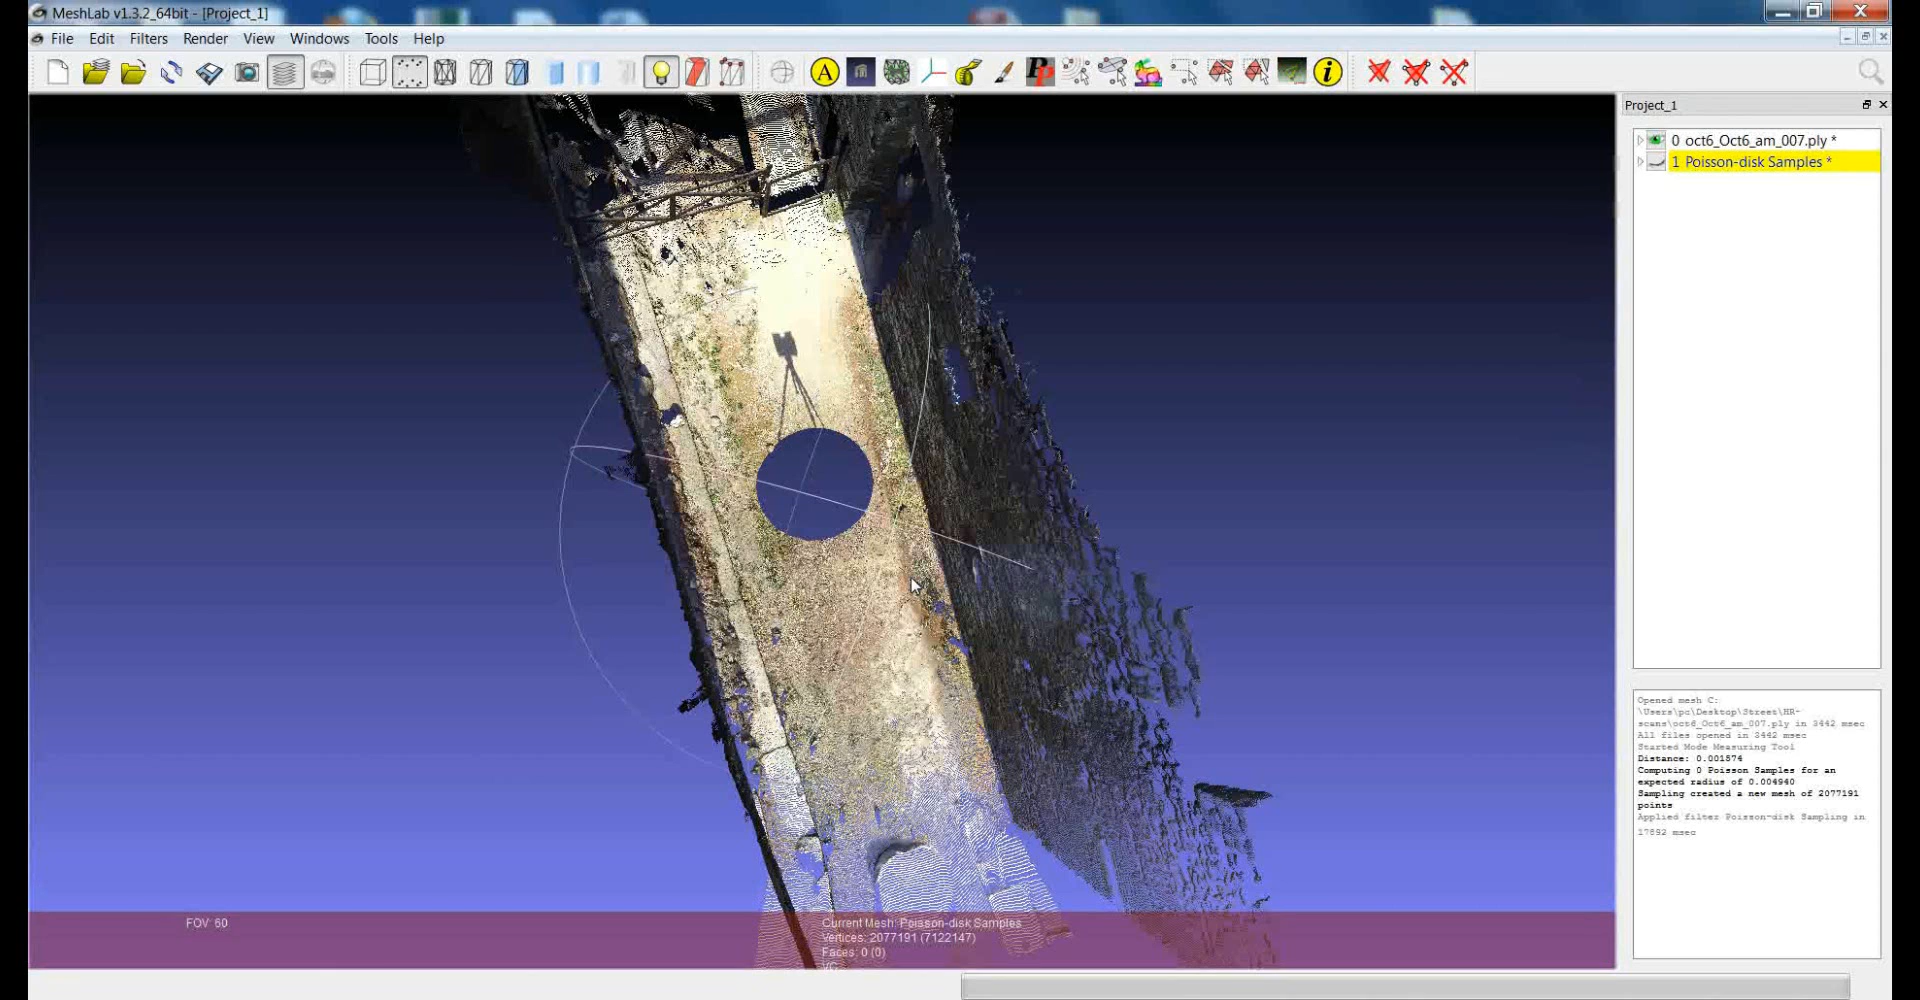 MeshLab v1.3.2_64bit - [Project_1]
File Edit Filters Render View Windows Tools Help
A
PP
i
Project_1
0 oct6_Oct6_am_007.ply *
1 Poisson-disk Samples *
Opened mesh C:
\Users\pc\Desktop\Street\HR-
scans\oct6_Oct6_am_007.ply in 3442 msec
All files opened in 3442 msec
Started Mode Measuring Tool
Distance: 0.001574
Computing 0 Poisson Samples for an
expected radius of 0.004940
Sampling created a new mesh of 2077191
points
Applied filter Poisson-disk Sampling in
17892 msec
FOV: 60
Current Mesh: Poisson-disk Samples
Vertices: 2077191 (7122147)
Faces: 0 (0)
VC